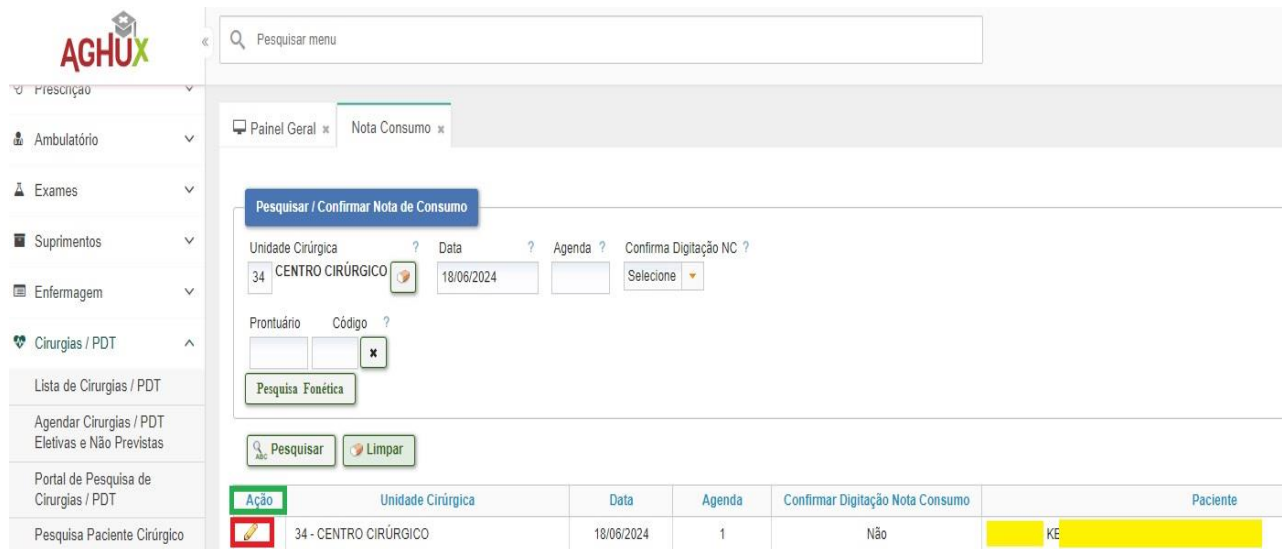 AGHUX
«
Pesquisar menu
Prescrição
Ambulatório
Exames
Suprimentos
Enfermagem
Cirurgias / PDT
Lista de Cirurgias / PDT
Agendar Cirurgias / PDT
Eletivas e Não Previstas
Portal de Pesquisa de
Cirurgias / PDT
Pesquisa Paciente Cirúrgico
Painel Geral × Nota Consumo ×
Pesquisar / Confirmar Nota de Consumo
Unidade Cirúrgica ? Data ? Agenda ? Confirma Digitação NC ?
34 CENTRO CIRÚRGICO 18/06/2024 Selecione
Prontuário Código ?
Pesquisa Fonética
ABC Pesquisar Limpar
Ação Unidade Cirúrgica Data Agenda Confirmar Digitação Nota Consumo Paciente
34 - CENTRO CIRÚRGICO 18/06/2024 1 Não KE